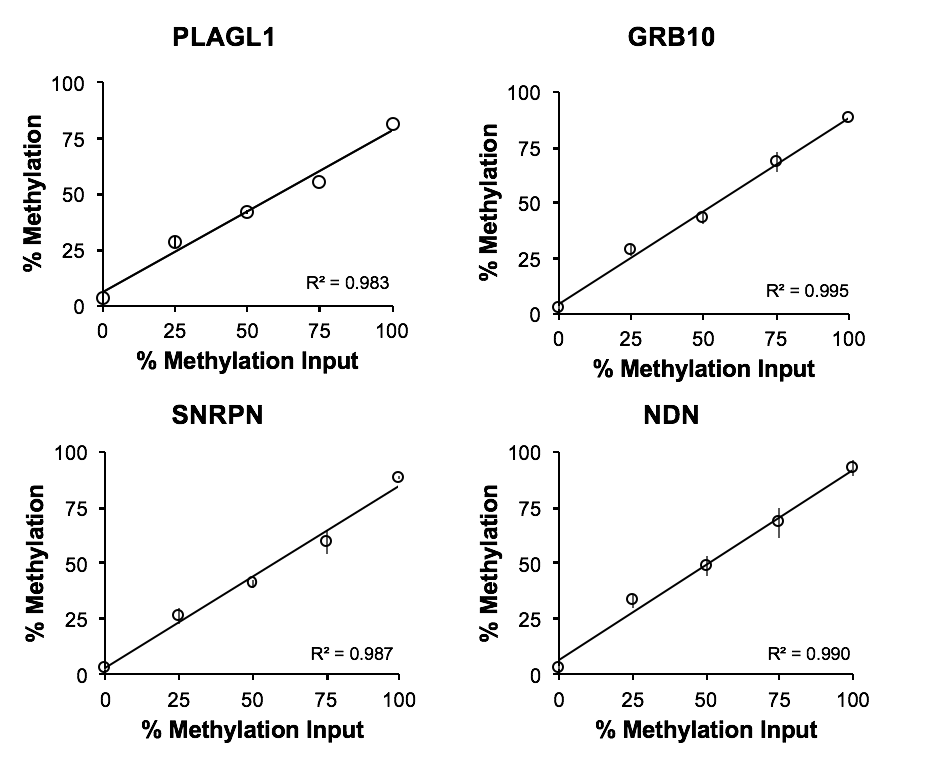 PLAGL1
100
75
50
25
0
% Methylation
R² = 0.983
0 25 50 75 100
% Methylation Input
GRB10
100
75
50
25
0
% Methylation
R² = 0.995
0 25 50 75 100
% Methylation Input
SNRPN
100
75
50
25
0
% Methylation
R² = 0.987
0 25 50 75 100
% Methylation Input
NDN
100
75
50
25
0
% Methylation
R² = 0.990
0 25 50 75 100
% Methylation Input